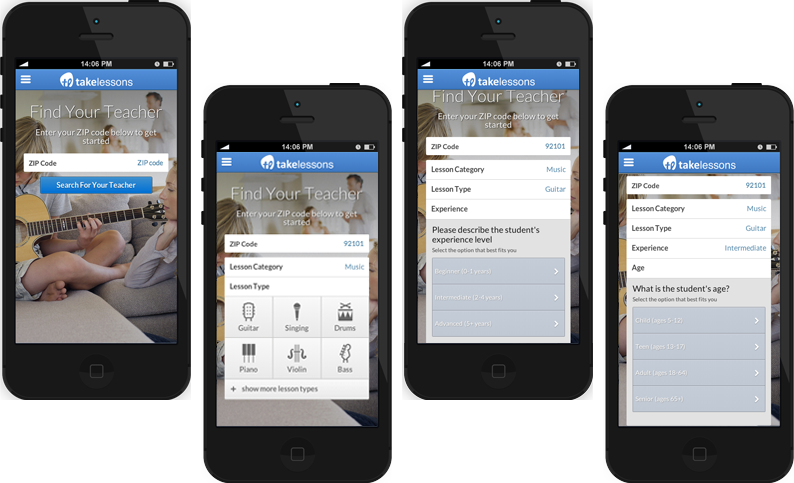 14:06 PM
takelessons
Find Your Teacher
Enter your ZIP code below to get
started
ZIP Code ZIP code
Search For Your Teacher
14:06 PM
takelessons
Find Your Teacher
Enter your ZIP code below to get
started
ZIP Code 92101
Lesson Category Music
Lesson Type
Guitar Singing Drums
Piano Violin Bass
+ show more lesson types
14:06 PM
takelessons
Find Your Teacher
Enter your ZIP code below to get
started
ZIP Code 92101
Lesson Category Music
Lesson Type Guitar
Experience
Please describe the student's
experience level
Select the option that best fits you
Beginner (0-1 years)
Intermediate (2-4 years)
Advanced (5+ years)
14:06 PM
takelessons
ZIP Code 92101
Lesson Category Music
Lesson Type Guitar
Experience Intermediate
Age
What is the student's age?
Select the option that best fits you
Child (ages 5-12)
Teen (ages 13-17)
Adult (ages 18-64)
Senior (ages 65+)